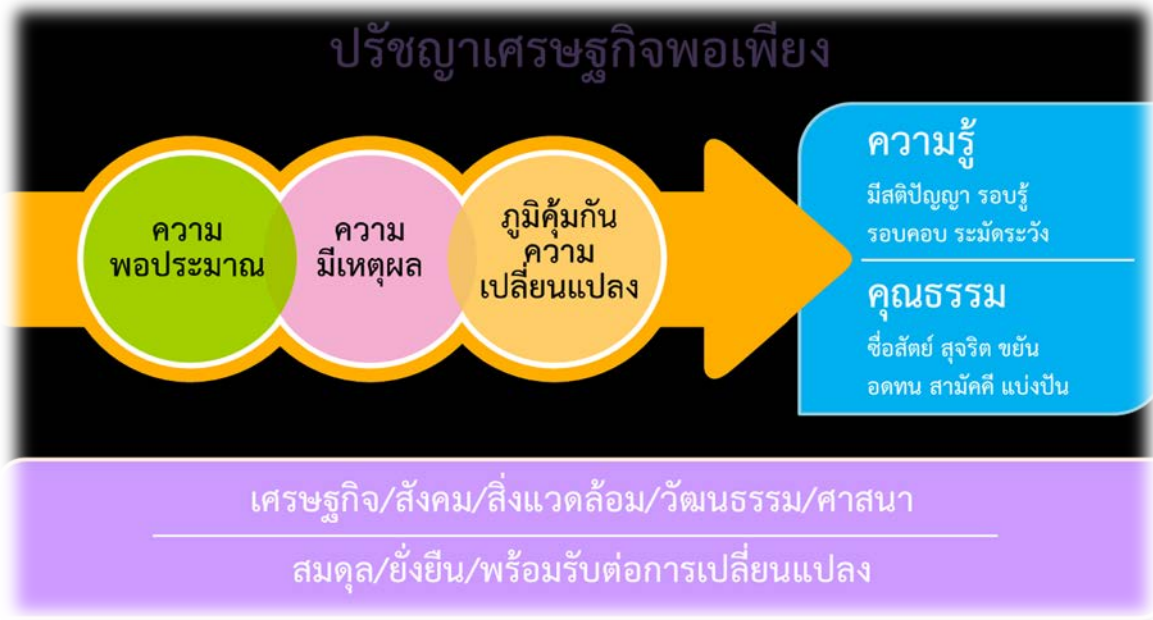 ปรัชญาเศรษฐกิจพอเพียง
ความ
พอประมาณ
ความ
มีเหตุผล
ภูมิคุ้มกัน
ความ
เปลี่ยนแปลง
ความรู้
มีสติปัญญา รอบรู้
รอบคอบ ระมัดระวัง
คุณธรรม
ซื่อสัตย์ สุจริต ขยัน
อดทน สามัคคี แบ่งปัน
เศรษฐกิจ/สังคม/สิ่งแวดล้อม/วัฒนธรรม/ศาสนา
สมดุล/ยั่งยืน/พร้อมรับต่อการเปลี่ยนแปลง